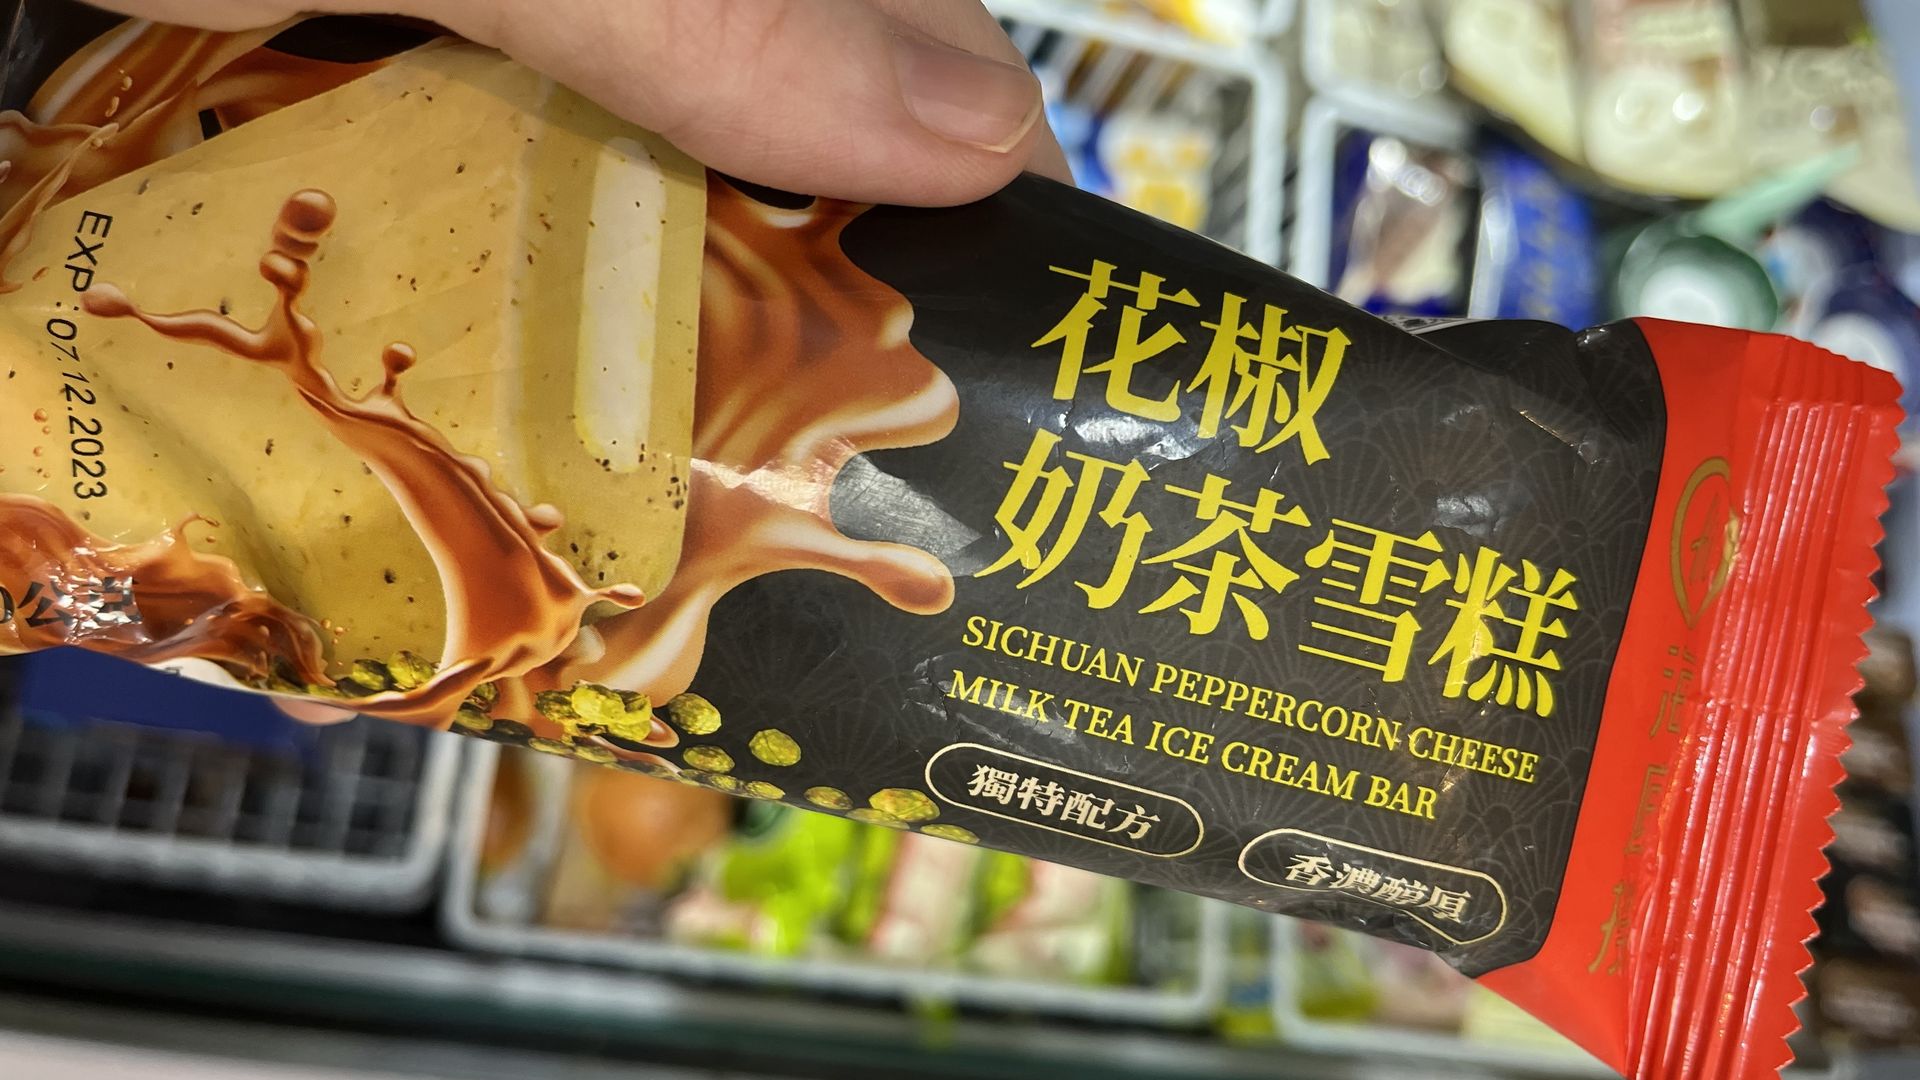 EXP:07.12.2023
花椒
奶茶雪糕
SICHUAN PEPPERCORN CHEESE
MILK TEA ICE CREAM BAR
獨特配方
香濃醇厚